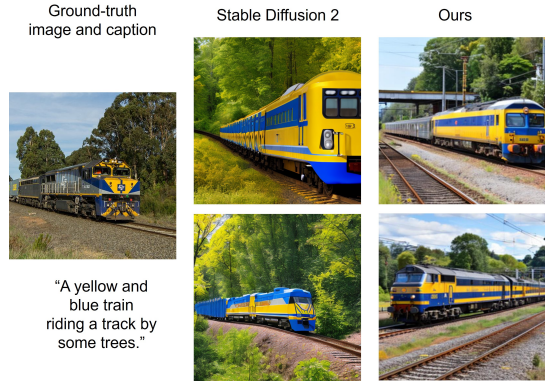 Ground-truth
image and caption
Stable Diffusion 2
Ours
“A yellow and
blue train
riding a track by
some trees.”